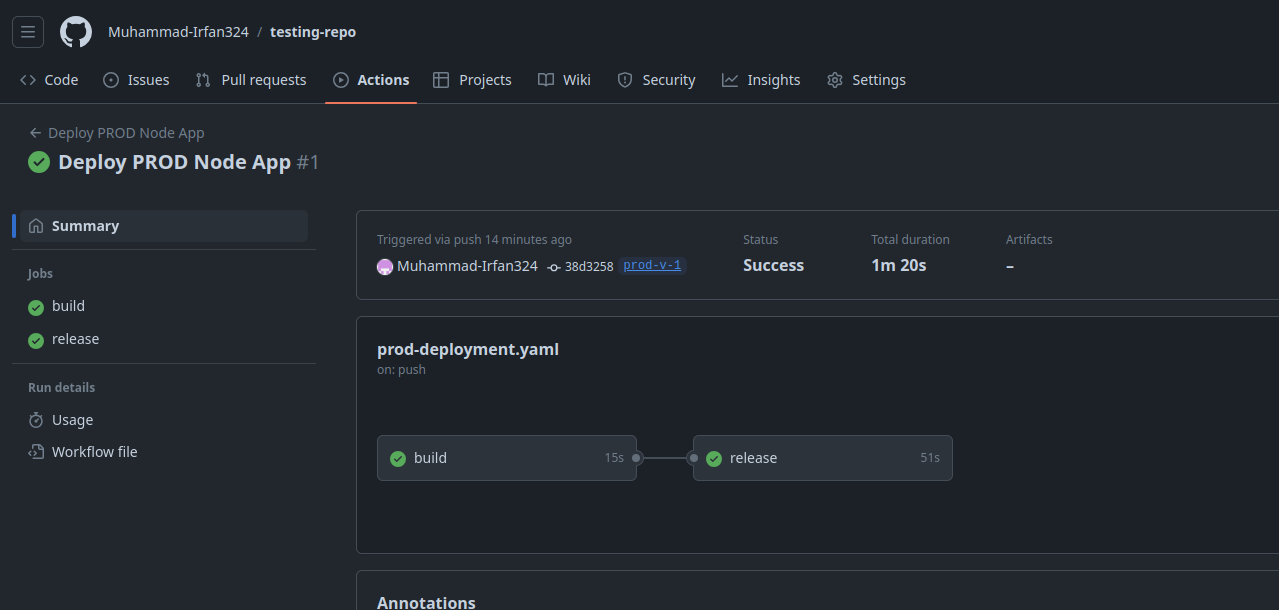 Muhammad-Irfan324 / testing-repo
Code Issues Pull requests Actions Projects Wiki Security Insights Settings
Deploy PROD Node App
Deploy PROD Node App #1
Summary
Jobs
build
release
Run details
Usage
Workflow file
Triggered via push 14 minutes ago
Muhammad-Irfan324 38d3258 prod-v-1
Status
Success
Total duration
1m 20s
Artifacts
–
prod-deployment.yaml
on: push
build 15s
release 51s
Annotations